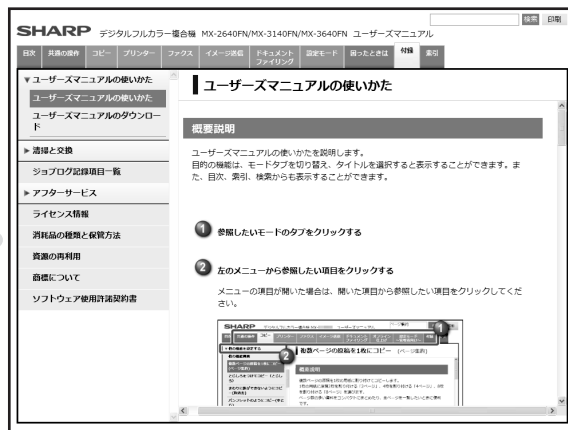 検索 印刷
SHARP デジタルフルカラー複合機 MX-2640FN/MX-3140FN/MX-3640FN ユーザーズマニュアル
目次 共通の操作 コピー プリンター ファクス イメージ送信 ドキュメントファイリング 設定モード 困ったときは 付録 索引
▼ユーザーズマニュアルの使いかた
ユーザーズマニュアルの使いかた
ユーザーズマニュアルのダウンロー
ド
▶清掃と交換
ジョブログ記録項目一覧
▶アフターサービス
ライセンス情報
消耗品の種類と保管方法
資源の再利用
商標について
ソフトウェア使用許諾契約書
ユーザーズマニュアルの使いかた
概要説明
ユーザーズマニュアルの使いかたを説明します。
目的の機能は、モードタブを切り替え、タイトルを選択すると表示することができます。ま
た、目次、索引、検索からも表示することができます。
1 参照したいモードのタブをクリックする
2 左のメニューから参照したい項目をクリックする
メニューの項目が開いた場合は、開いた項目から参照したい項目をクリックしてくだ
さい。
SHARP
1
2
複数ページの原稿を1枚にコピー (ページ集約)
概要説明